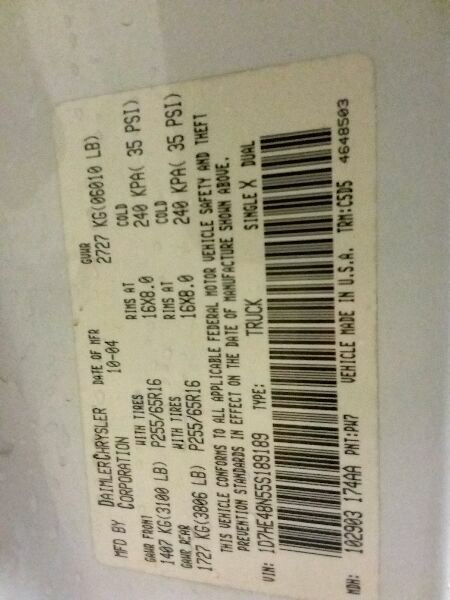 MFD BY DAIMLERCHRYSLER DATE OF MFR GVWR
CORPORATION 10-04 2727 KG(06010 LB)
GAWR FRONT WITH TIRES RIMS AT COLD
1407 KG(3100 LB) P255/65R16 16X8.0 240 KPA( 35 PSI)
GAWR REAR WITH TIRES RIMS AT COLD
1727 KG(3806 LB) P255/65R16 16X8.0 240 KPA( 35 PSI)
THIS VEHICLE CONFORMS TO ALL APPLICABLE FEDERAL MOTOR VEHICLE SAFETY AND THEFT
PREVENTION STANDARDS IN EFFECT ON THE DATE OF MANUFACTURE SHOWN ABOVE.
VIN: 1D7HE48N55S189189 TYPE: TRUCK SINGLE X DUAL
MDH: 102903 174AA PNT:PW7 VEHICLE MADE IN U.S.A. TRM:C5D5 4648503